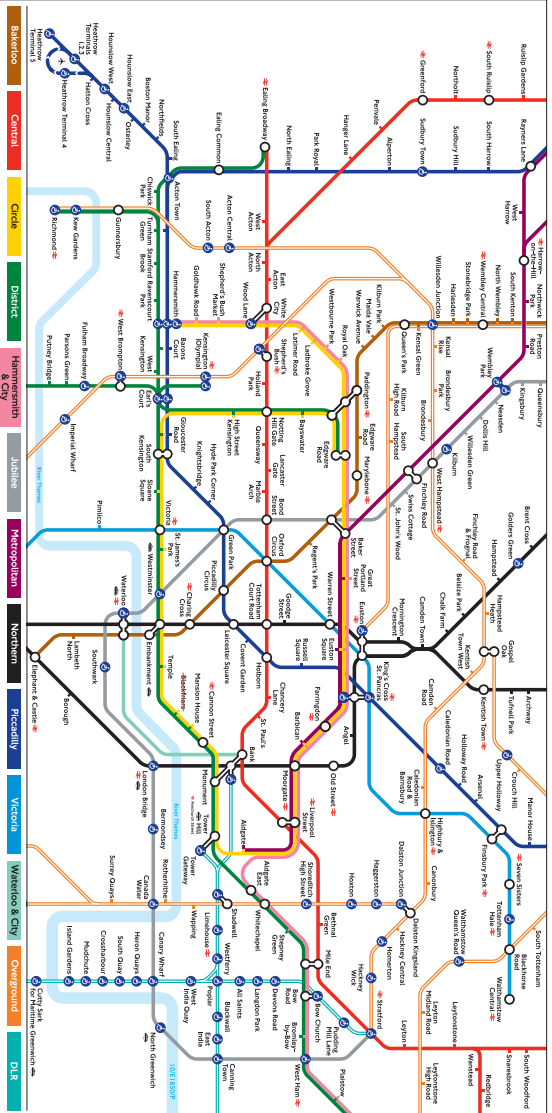 Bakerloo
Central
Circle
District
Hammersmith
& City
Jubilee
Metropolitan
Northern
Piccadilly
Victoria
Waterloo & City
Overground
DLR
Ruislip Gardens
South Ruislip
Northolt
Greenford
Rayners Lane
South Harrow
Sudbury Hill
Sudbury Town
Alperton
Perivale
Hanger Lane
Park Royal
North Ealing
Ealing Broadway
Ealing Common
South Ealing
Northfields
Boston Manor
Osterley
Hounslow East
Hounslow Central
Hounslow West
Hatton Cross
Heathrow
Terminals
1,2,3
Heathrow Terminal 4
Heathrow
Terminal 5
West
Harrow
Harrow-
on-the-Hill
Northwick
Park
Preston
Road
South Kenton
North Wembley
Wembley Central
Stonebridge Park
Harlesden
Willesden Junction
Kensal
Rise
Kensal Green
Queen's Park
Kilburn Park
Maida Vale
Warwick Avenue
Royal Oak
Westbourne Park
Ladbroke Grove
Latimer Road
White
City
Wood Lane
East
Acton
North
Acton
West
Acton
Acton Central
South Acton
Acton Town
Shepherd's Bush
Market
Goldhawk Road
Hammersmith
Chiswick
Park
Turnham
Green
Stamford
Brook
Ravenscourt
Park
Gunnersbury
Kew Gardens
Richmond
Queensbury
Kingsbury
Wembley
Park
Neasden
Dollis Hill
Willesden Green
Kilburn
Brondesbury
Park
Brondesbury
Kilburn
High Road
South
Hampstead
West Hampstead
Finchley Road
Swiss Cottage
St. John's Wood
Paddington
Edgware
Road
Marylebone
Edgware
Road
Baker
Street
Shepherd's
Bush
Holland
Park
Notting
Hill Gate
Bayswater
Queensway
Lancaster
Gate
Marble
Arch
Bond
Street
Oxford
Circus
Kensington
(Olympia)
Barons
Court
West
Kensington
Earl's
Court
High Street
Kensington
Gloucester
Road
South
Kensington
Knightsbridge
Hyde Park Corner
Sloane
Square
Victoria
West Brompton
Fulham Broadway
Parsons Green
Putney Bridge
Imperial Wharf
River Thames
Pimlico
Brent Cross
Golders Green
Finchley Road
& Frognal
Hampstead
Hampstead
Heath
Belsize Park
Chalk Farm
Camden Town
Mornington
Crescent
Gospel
Oak
Kentish
Town West
Camden
Road
Archway
Tufnell Park
Kentish Town
Upper Holloway
Crouch Hill
Great
Portland
Street
Regent's Park
Warren Street
Euston
Euston
Square
King's Cross
St. Pancras
Goodge
Street
Tottenham
Court Road
Russell
Square
Holborn
Chancery
Lane
St. Paul's
Farringdon
Barbican
Moorgate
Green Park
Piccadilly
Circus
Leicester Square
Covent Garden
St. James's
Park
Westminster
Charing
Cross
Embankment
Temple
Blackfriars
Mansion House
Cannon Street
Bank
Monument
Waterloo
Southwark
Lambeth
North
Elephant & Castle
Borough
London Bridge
Manor House
Arsenal
Holloway Road
Caledonian Road
Caledonian
Road &
Barnsbury
Highbury &
Islington
Finsbury Park
Seven Sisters
Angel
Old Street
Liverpool
Street
Aldgate
Tower
Hill
Fenchurch Street
Tower
Gateway
Aldgate
East
River Thames
Bermondsey
South Tottenham
Tottenham
Hale
Blackhorse
Road
Walthamstow
Central
Walthamstow
Queen's Road
Canonbury
Dalston Junction
Dalston Kingsland
Hackney Central
Homerton
Hackney
Wick
Haggerston
Hoxton
Shoreditch
High Street
Bethnal
Green
Mile End
Stepney
Green
Whitechapel
Shadwell
Limehouse
Wapping
Rotherhithe
Canada
Water
Surrey Quays
Westferry
Poplar
Blackwall
East
India
Canning
Town
All Saints
Langdon Park
Devons Road
Bow
Road
Bow Church
Bromley-
by-Bow
Pudding
Mill Lane
Stratford
West Ham
Plaistow
West
India Quay
Canary Wharf
Heron Quays
South Quay
Crossharbour
Mudchute
Island Gardens
Cutty Sark
for Maritime Greenwich
North Greenwich
South Woodford
Snaresbrook
Redbridge
Wanstead
Leytonstone
Leytonstone
High Road
Leyton
Midland Road
Leyton